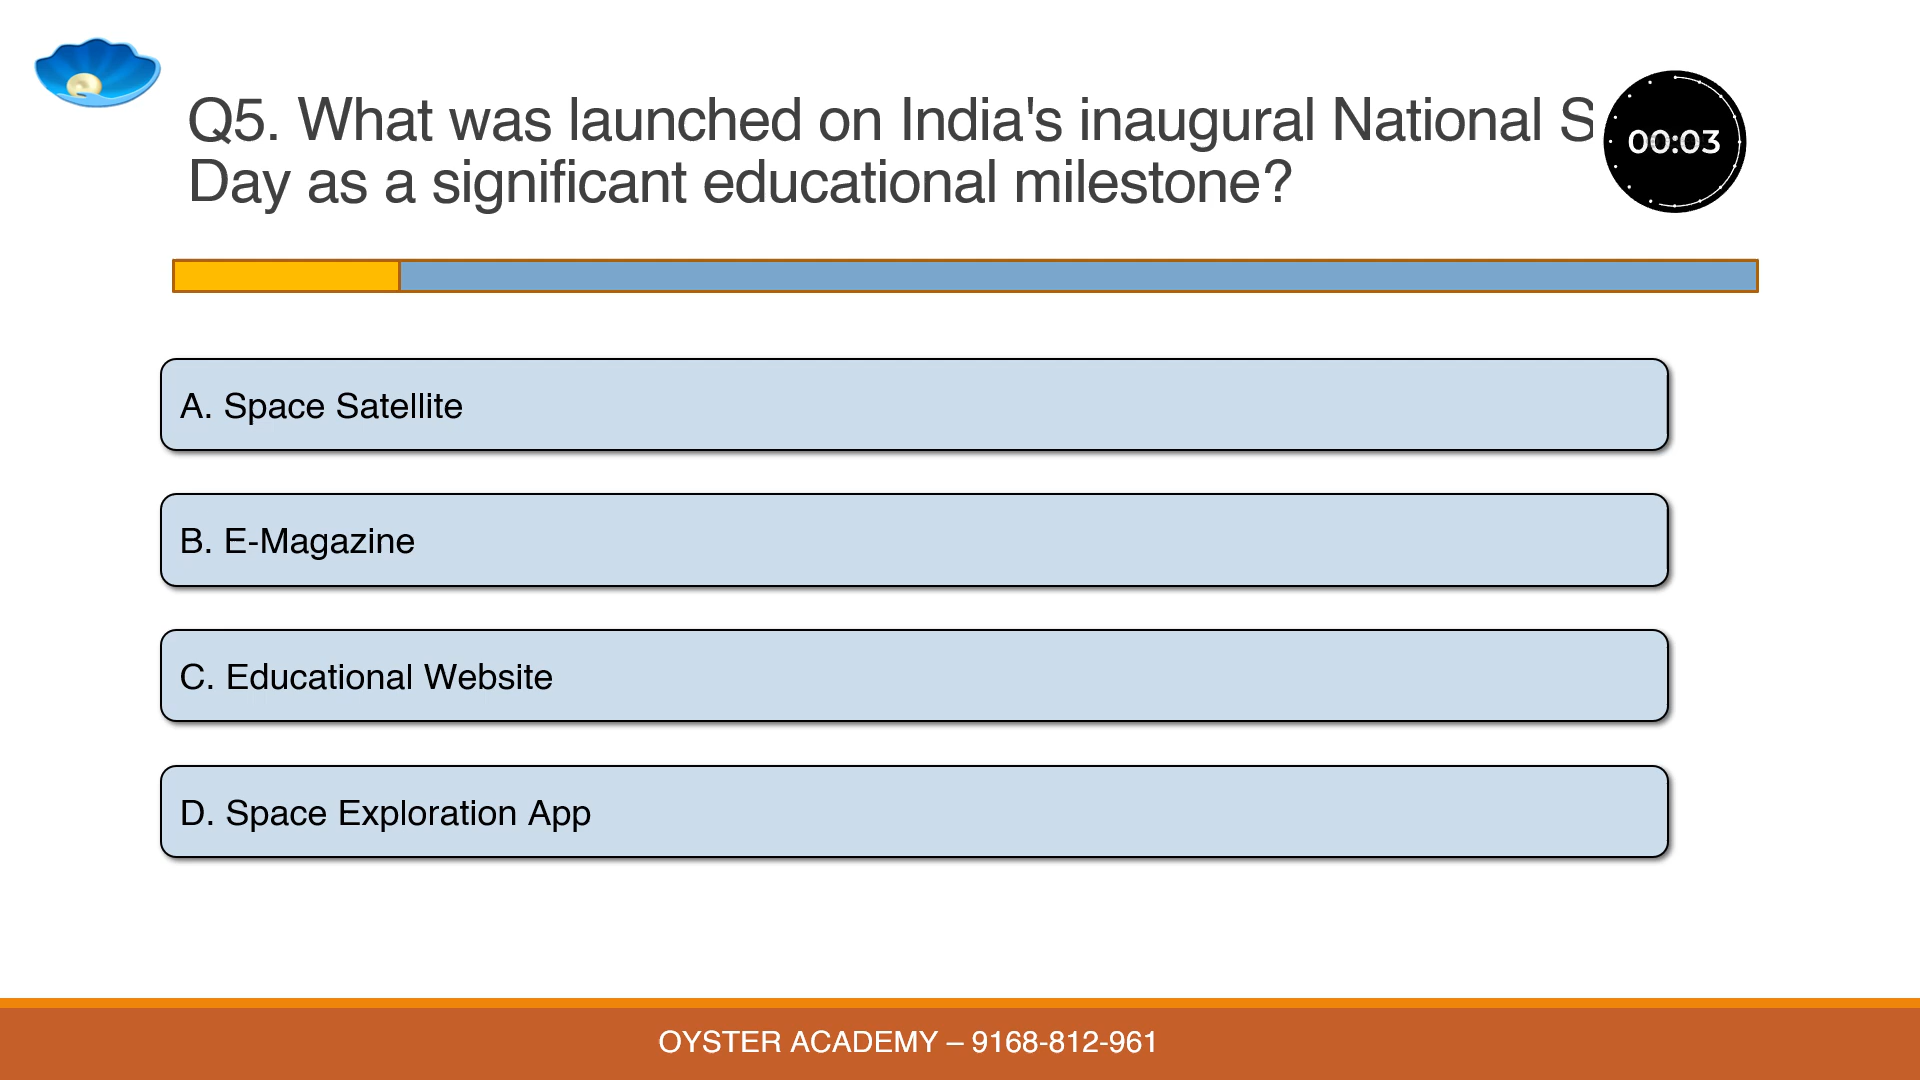 Q5. What was launched on India's inaugural National S
00:03
Day as a significant educational milestone?
A. Space Satellite
B. E-Magazine
C. Educational Website
D. Space Exploration App
OYSTER ACADEMY – 9168-812-961